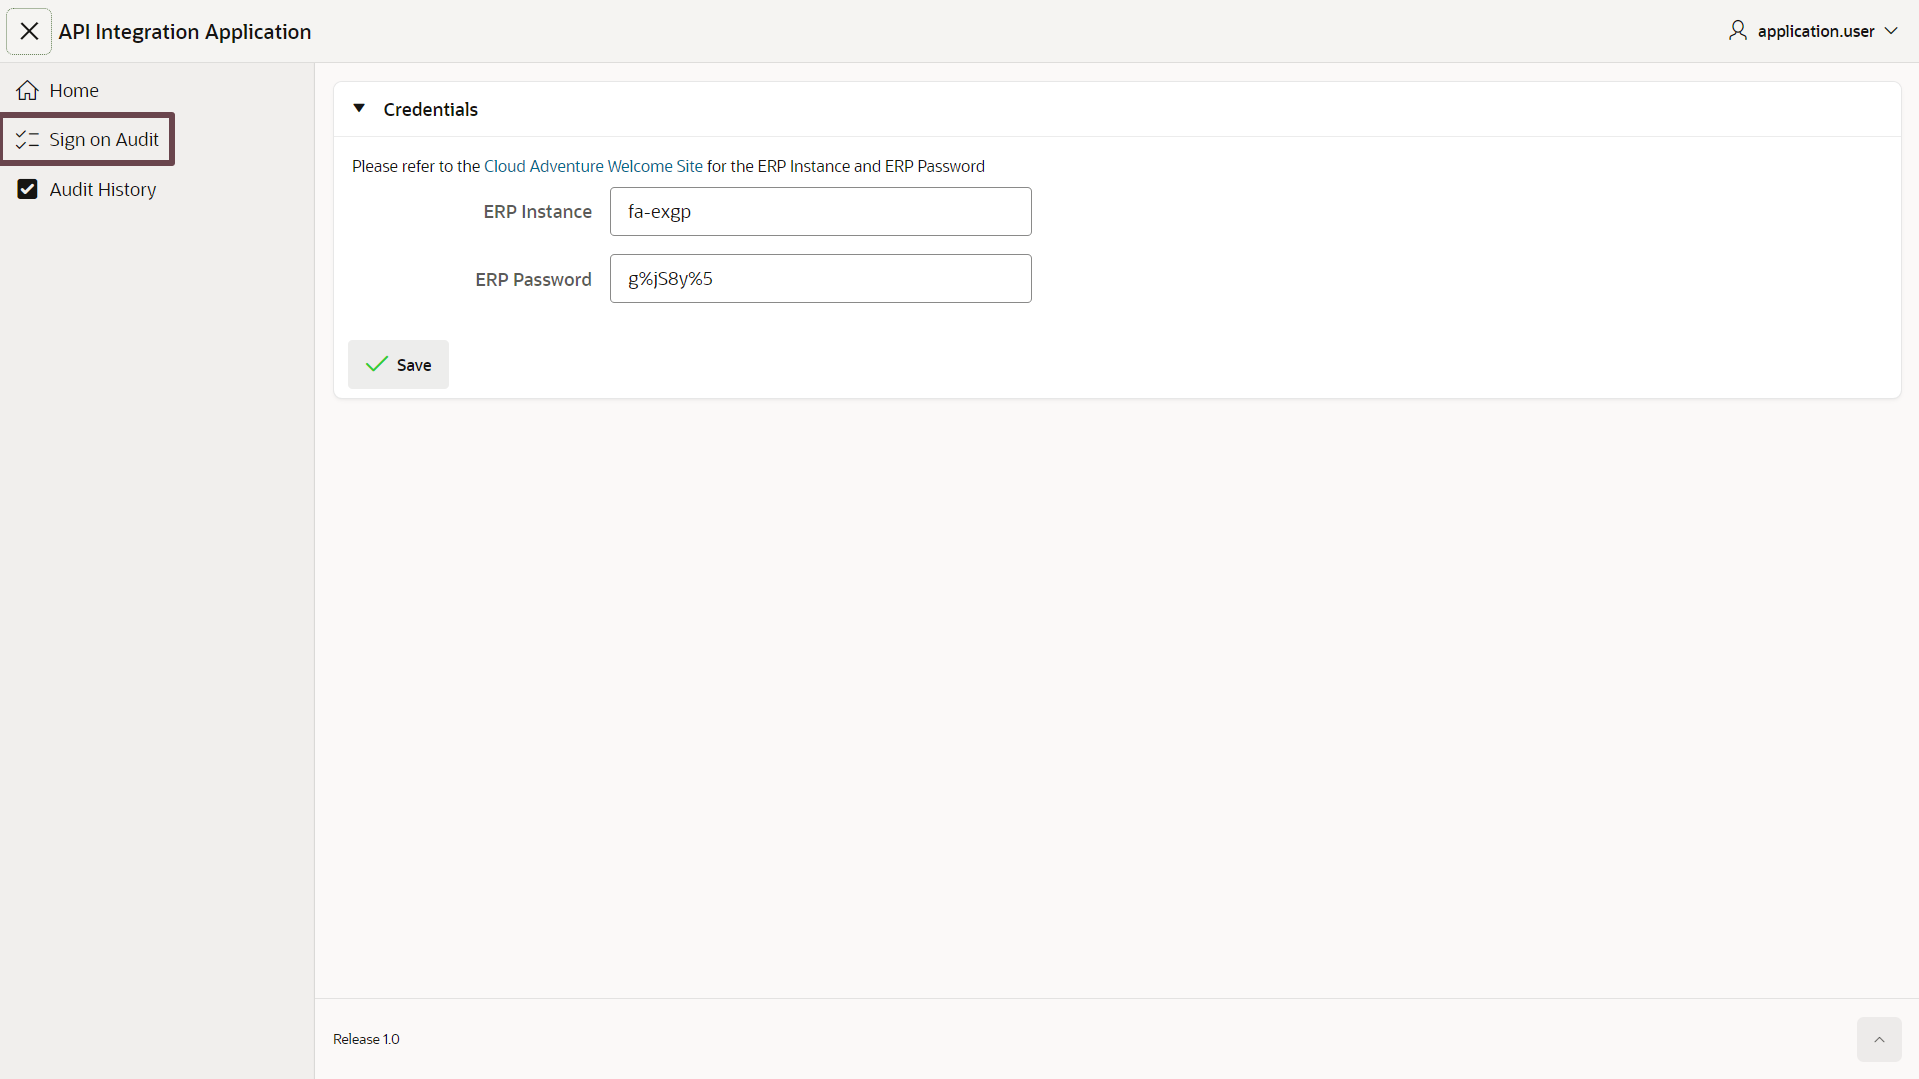 API Integration Application
application.user
Home
Sign on Audit
Audit History
Credentials
Please refer to the Cloud Adventure Welcome Site for the ERP Instance and ERP Password
ERP Instance
fa-exgp
ERP Password
g%jS8y%5
Save
Release 1.0